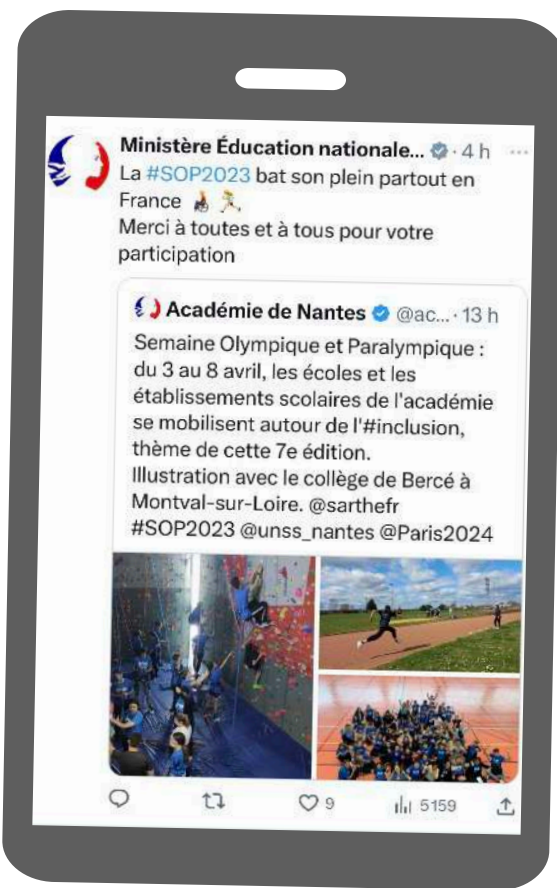 Ministère Éducation nationale... · 4 h ...
La #SOP2023 bat son plein partout en
France
Merci à toutes et à tous pour votre
participation
Académie de Nantes @ac... · 13 h
Semaine Olympique et Paralympique :
du 3 au 8 avril, les écoles et les
établissements scolaires de l'académie
se mobilisent autour de l'#inclusion,
thème de cette 7e édition.
Illustration avec le collège de Bercé à
Montval-sur-Loire. @sarthefr
#SOP2023 @unss_nantes @Paris2024
9 5159